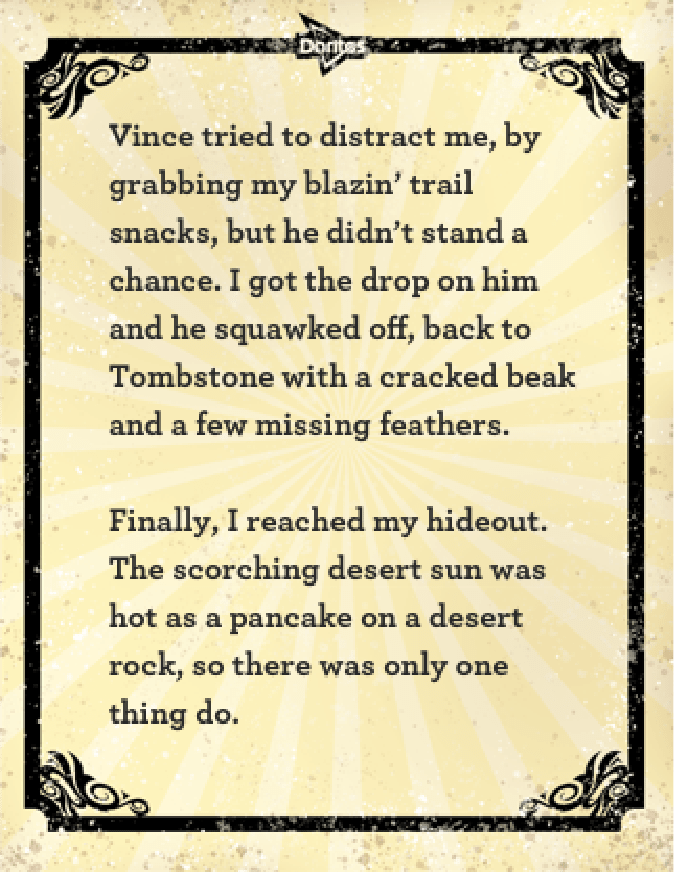 Doritos
Vince tried to distract me, by
grabbing my blazin’ trail
snacks, but he didn’t stand a
chance. I got the drop on him
and he squawked off, back to
Tombstone with a cracked beak
and a few missing feathers.
Finally, I reached my hideout.
The scorching desert sun was
hot as a pancake on a desert
rock, so there was only one
thing do.